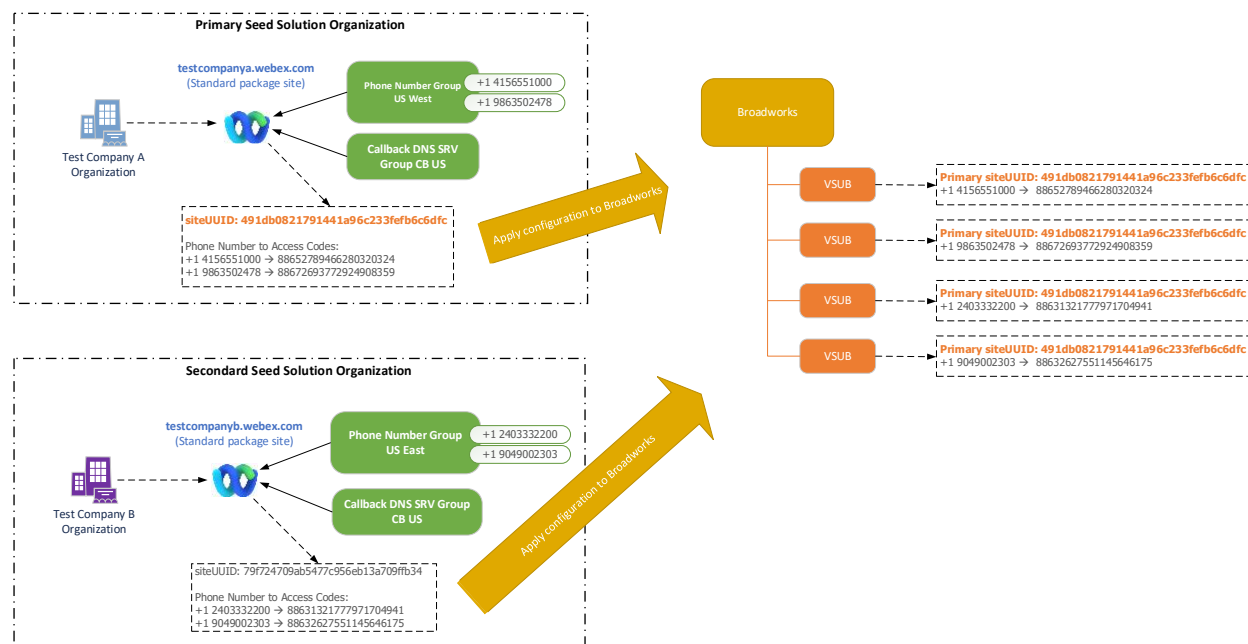 Primary Seed Solution Organization
testcompanya.webex.com
(Standard package site)
Phone Number Group
US West
+1 4156551000
+1 9863502478
Test Company A
Organization
Callback DNS SRV
Group CB US
siteUUID: 491db0821791441a96c233fefb6c6dfc
Phone Number to Access Codes:
+1 4156551000 → 88652789466280320324
+1 9863502478 → 88672693772924908359
Apply configuration to Broadworks
Secondard Seed Solution Organization
testcompanyb.webex.com
(Standard package site)
Phone Number Group
US East
+1 2403332200
+1 9049002303
Test Company B
Organization
Callback DNS SRV Group
CB US
siteUUID: 79f724709ab5477c956eb13a709ffb34
Phone Number to Access Codes:
+1 2403332200 → 88631321777971704941
+1 9049002303 → 88632627551145646175
Apply configuration to Broadworks
Broadworks
VSUB
Primary siteUUID: 491db0821791441a96c233fefb6c6dfc
+1 4156551000 → 88652789466280320324
VSUB
Primary siteUUID: 491db0821791441a96c233fefb6c6dfc
+1 9863502478 → 88672693772924908359
VSUB
Primary siteUUID: 491db0821791441a96c233fefb6c6dfc
+1 2403332200 → 88631321777971704941
VSUB
Primary siteUUID: 491db0821791441a96c233fefb6c6dfc
+1 9049002303 → 88632627551145646175